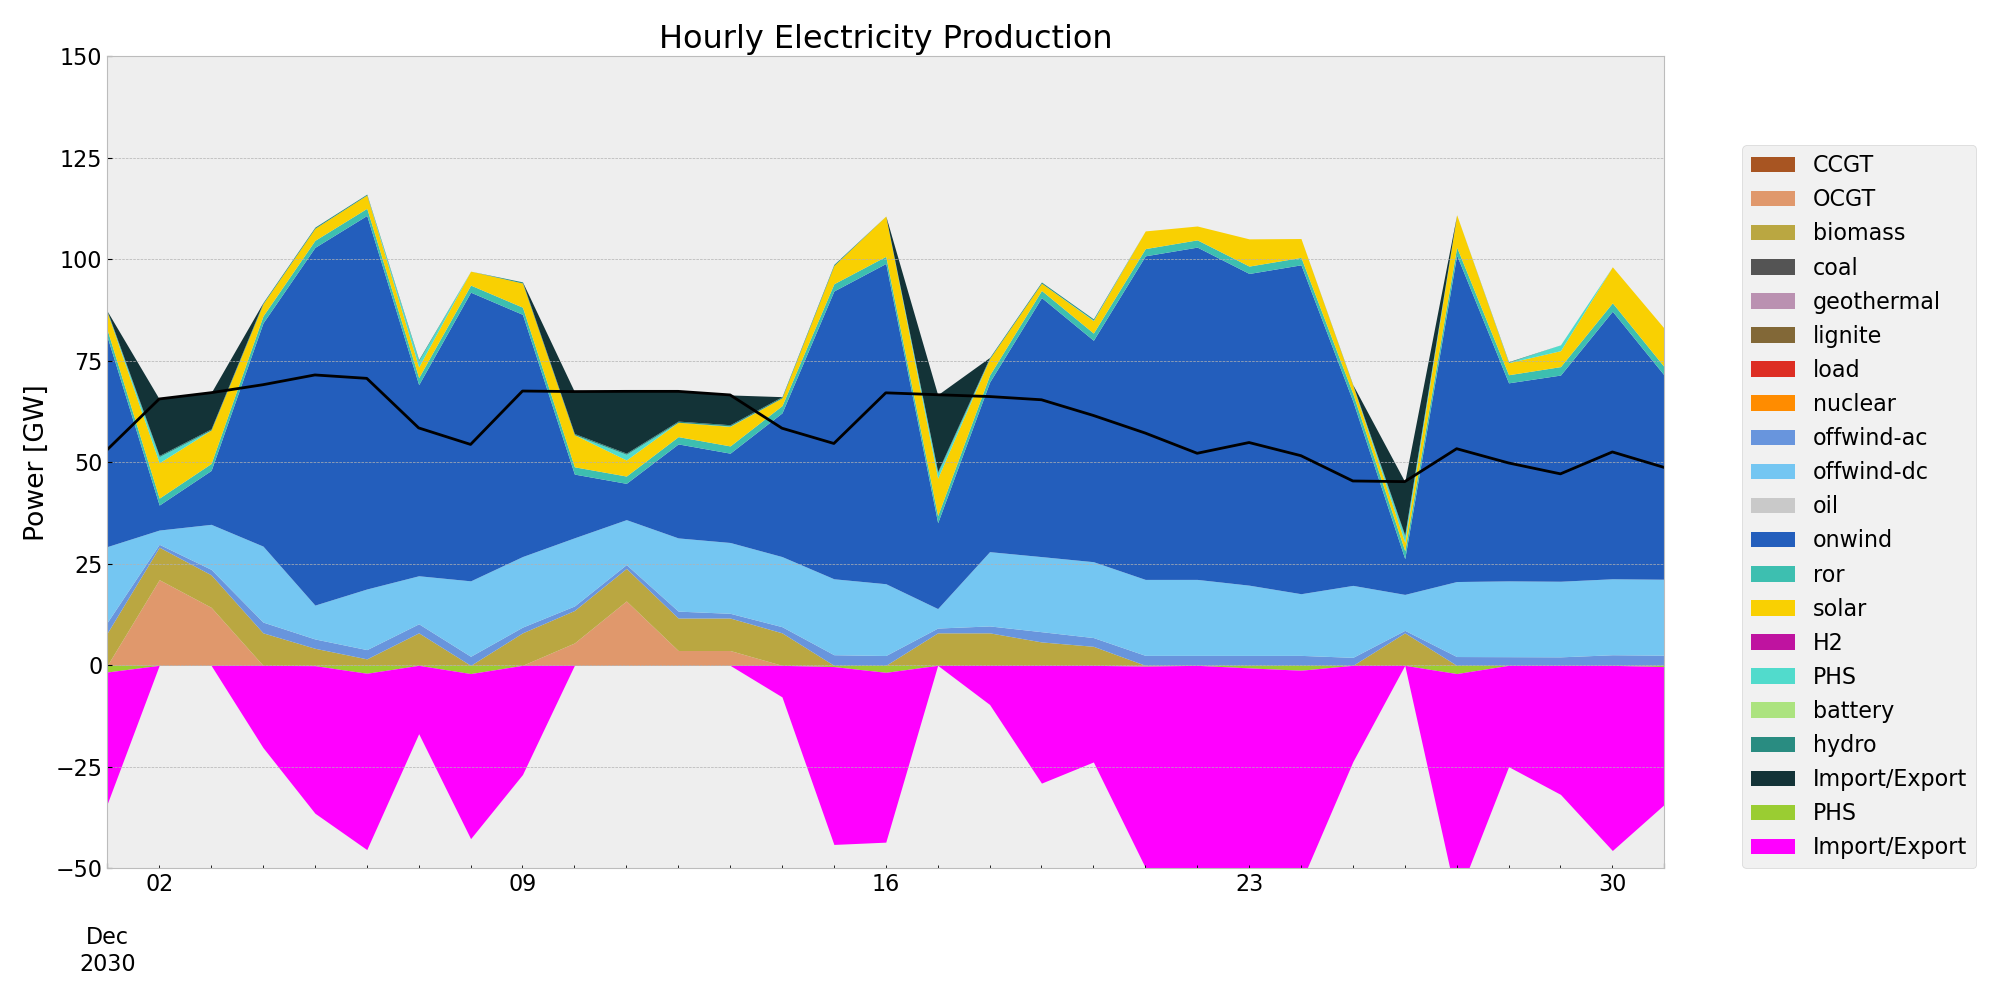 Hourly Electricity Production
Power [GW]
150
125
100
75
50
25
0
−25
−50
02
09
16
23
30
Dec
2030
CCGT
OCGT
biomass
coal
geothermal
lignite
load
nuclear
offwind-ac
offwind-dc
oil
onwind
ror
solar
H2
PHS
battery
hydro
Import/Export
PHS
Import/Export